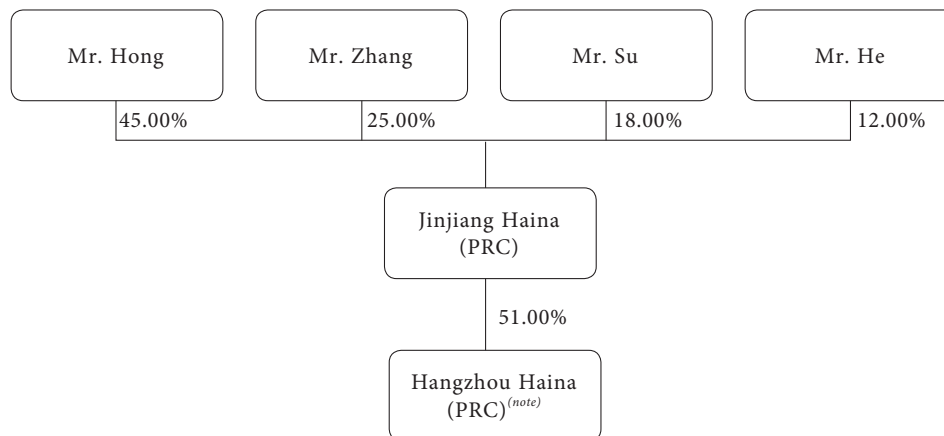 Mr. Hong
Mr. Zhang
Mr. Su
Mr. He
45.00%
25.00%
18.00%
12.00%
Jinjiang Haina
(PRC)
51.00%
Hangzhou Haina
(PRC)(note)